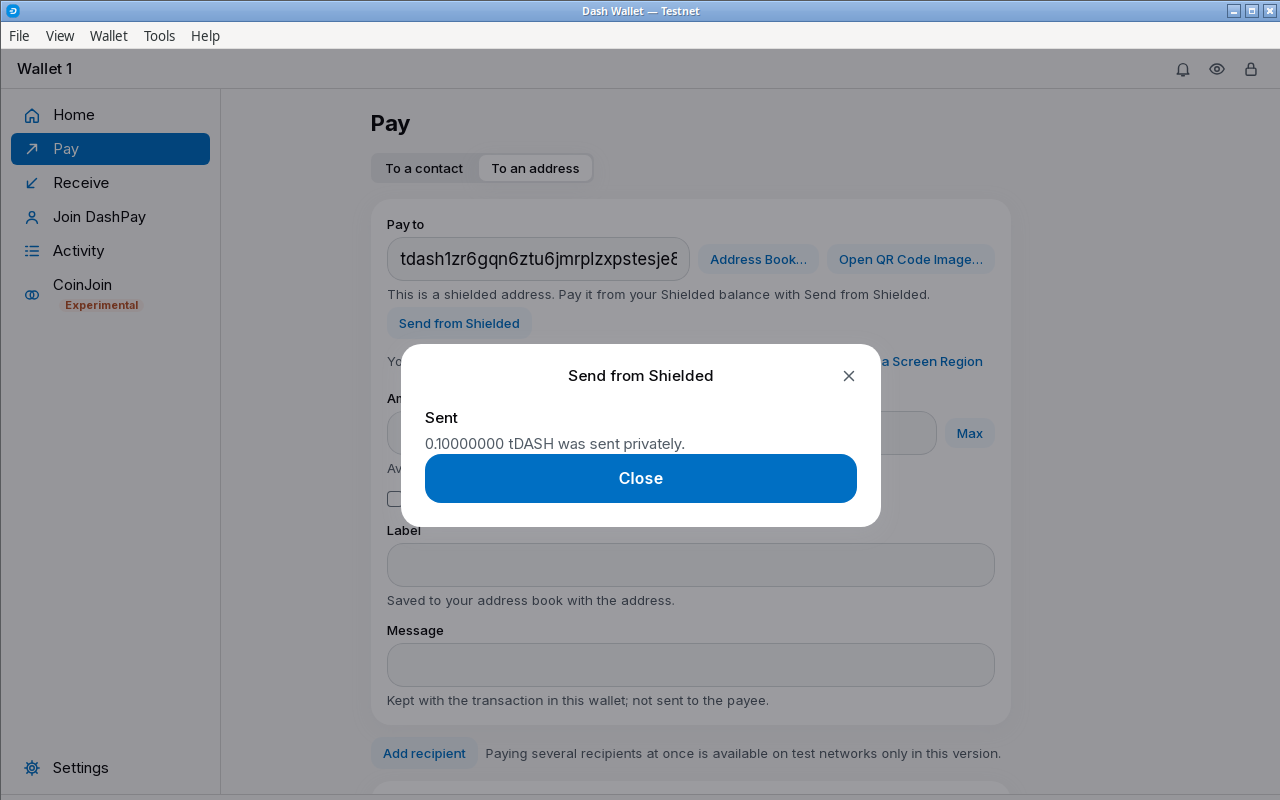 Dash Wallet — Testnet
File View Wallet Tools Help
Wallet 1
Home
Pay
Receive
Join DashPay
Activity
CoinJoin
Experimental
Settings
Pay
To a contact To an address
Pay to
tdash1zr6gqn6ztu6jmrplzxpstesje8 Address Book... Open QR Code Image...
This is a shielded address. Pay it from your Shielded balance with Send from Shielded.
Send from Shielded
a Screen Region
Send from Shielded
Sent
0.10000000 tDASH was sent privately.
Close
Max
Label
Saved to your address book with the address.
Message
Kept with the transaction in this wallet; not sent to the payee.
Add recipient Paying several recipients at once is available on test networks only in this version.